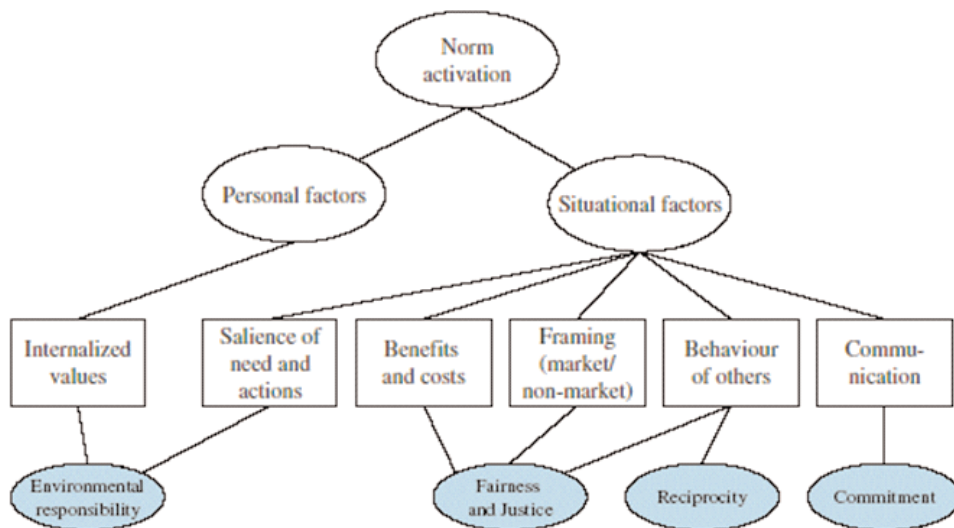 Norm
activation
Personal factors
Situational factors
Internalized
values
Salience of
need and
actions
Benefits
and costs
Framing
(market/
non-market)
Behaviour
of others
Commu-
nication
Environmental
responsibility
Fairness
and Justice
Reciprocity
Commitment